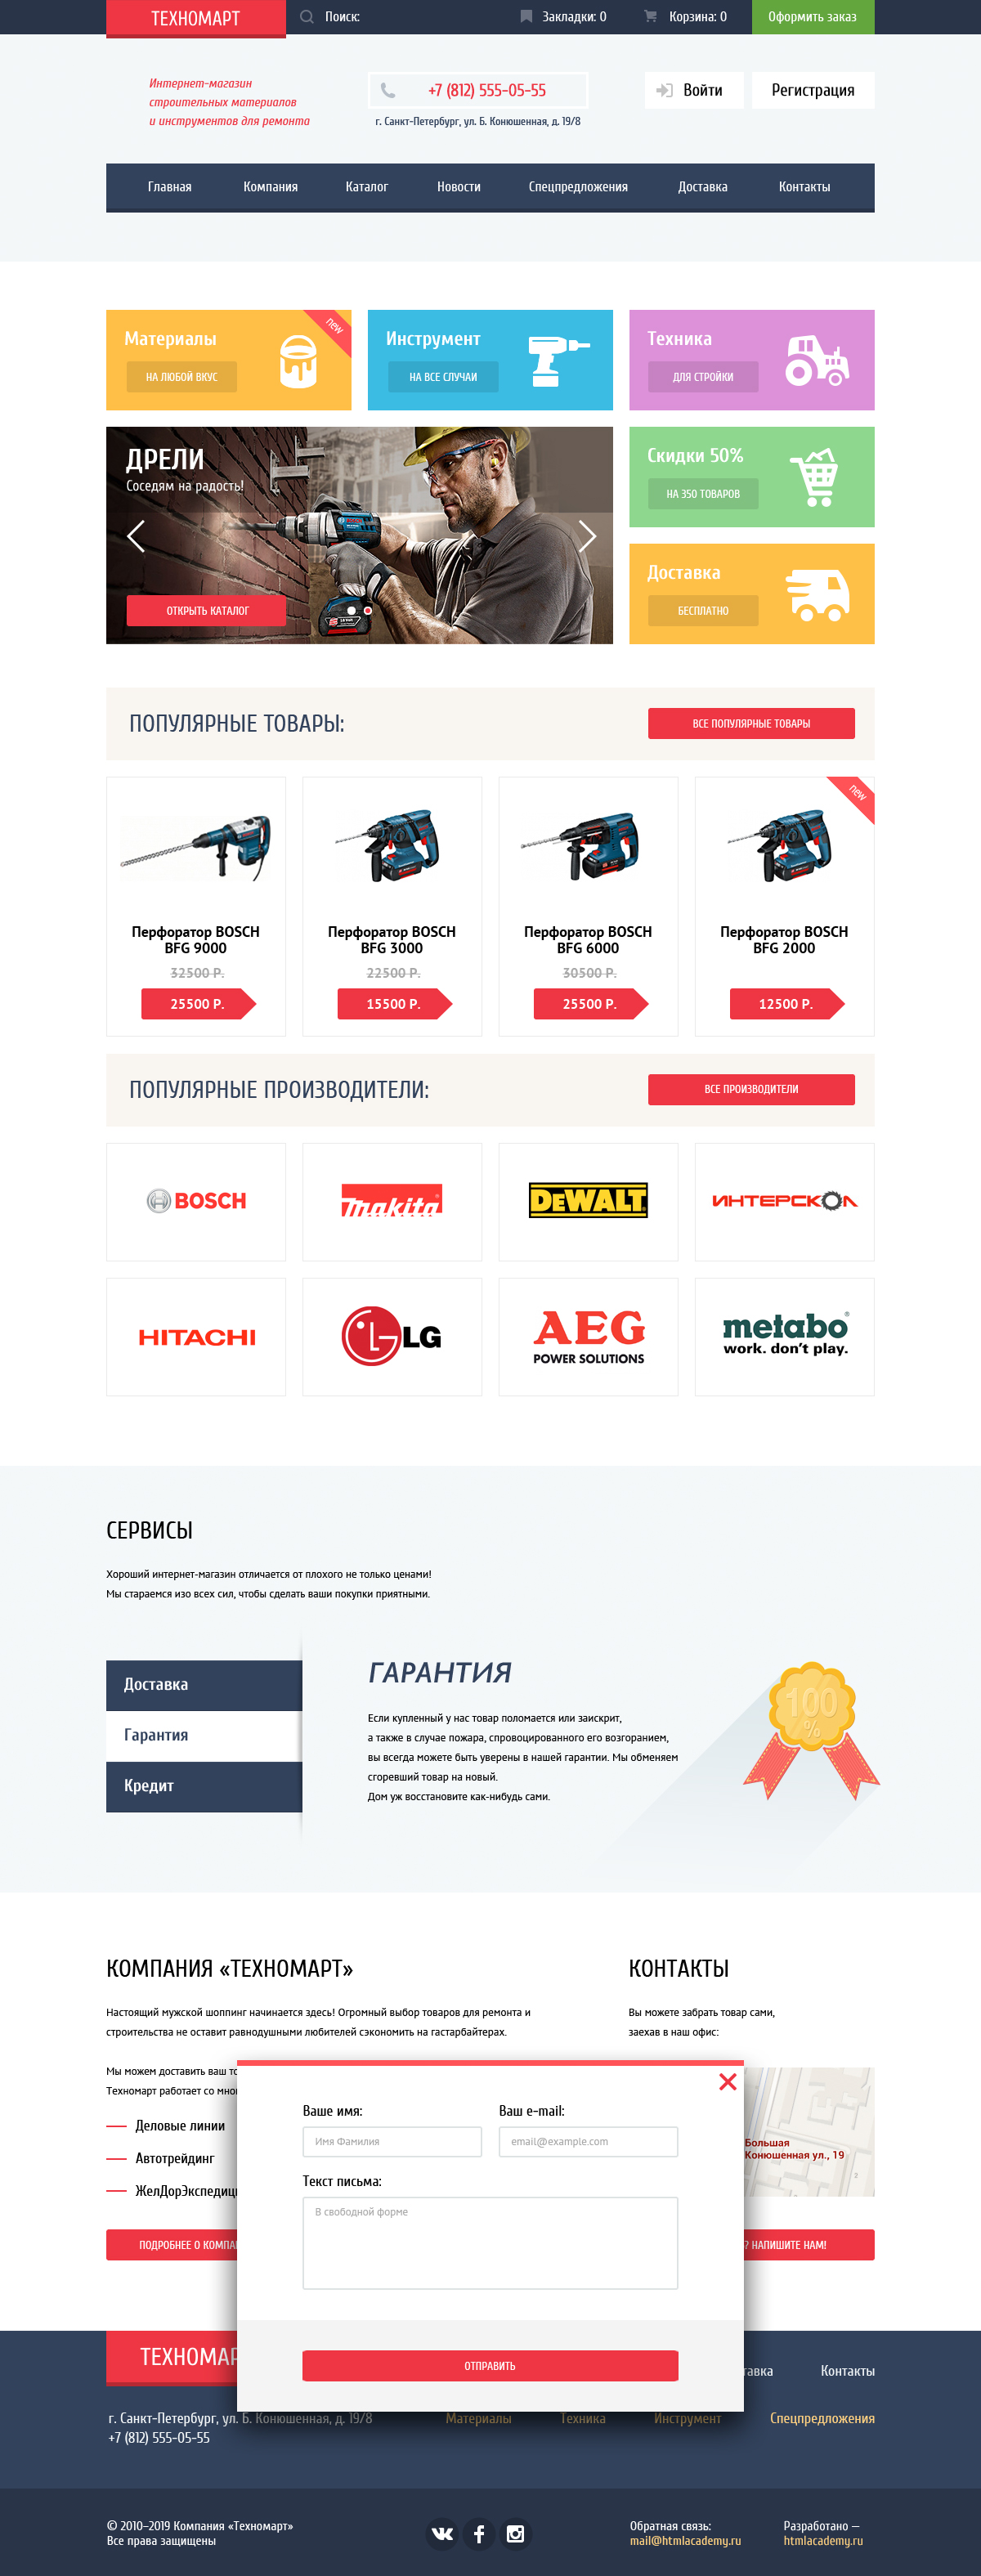 ТЕХНОМАРТ
Поиск:
Закладки: 0
Корзина: 0
Оформить заказ
Интернет-магазин
строительных материалов
и инструментов для ремонта
+7 (812) 555-05-55
г. Санкт-Петербург, ул. Б. Конюшенная, д. 19/8
Войти
Регистрация
Главная
Компания
Каталог
Новости
Спецпредложения
Доставка
Контакты
Материалы
НА ЛЮБОЙ ВКУС
new
Инструмент
НА ВСЕ СЛУЧАИ
Техника
ДЛЯ СТРОЙКИ
ДРЕЛИ
Соседям на радость!
ОТКРЫТЬ КАТАЛОГ
Скидки 50%
НА 350 ТОВАРОВ
Доставка
БЕСПЛАТНО
ПОПУЛЯРНЫЕ ТОВАРЫ:
ВСЕ ПОПУЛЯРНЫЕ ТОВАРЫ
Перфоратор BOSCH
BFG 9000
32500 Р.
25500 Р.
Перфоратор BOSCH
BFG 3000
22500 Р.
15500 Р.
Перфоратор BOSCH
BFG 6000
30500 Р.
25500 Р.
new
Перфоратор BOSCH
BFG 2000
12500 Р.
ПОПУЛЯРНЫЕ ПРОИЗВОДИТЕЛИ:
ВСЕ ПРОИЗВОДИТЕЛИ
BOSCH
makita
DEWALT
ИНТЕРСКОЛ
HITACHI
LG
AEG
POWER SOLUTIONS
metabo®
work. don't play.
СЕРВИСЫ
Хороший интернет-магазин отличается от плохого не только ценами!
Мы стараемся изо всех сил, чтобы сделать ваши покупки приятными.
Доставка
Гарантия
Кредит
ГАРАНТИЯ
Если купленный у нас товар поломается или заискрит,
а также в случае пожара, спровоцированного его возгоранием,
вы всегда можете быть уверены в нашей гарантии. Мы обменяем
сгоревший товар на новый.
Дом уж восстановите как-нибудь сами.
100
%
КОМПАНИЯ «ТЕХНОМАРТ»
Настоящий мужской шоппинг начинается здесь! Огромный выбор товаров для ремонта и
строительства не оставит равнодушными любителей сэкономить на гастарбайтерах.
Мы можем доставить ваш
Техномарт работает со
Деловые линии
Автотрейдинг
ПОДРОБНЕЕ О
КОНТАКТЫ
Вы можете забрать товар сами,
заехав в наш офис:
Большая
Конюшенная ул., 19
2
? НАПИШИТЕ НАМ!
Ваше имя:
Имя Фамилия
Ваш e-mail:
email@example.com
Текст письма:
В свободной форме
ОТПРАВИТЬ
Контакты
г. Санкт-Петербург, ул. Б. Конюшенная, д. 19/8
+7 (812) 555-05-55
Материалы
Техника
Инструмент
Спецпредложения
© 2010–2019 Компания «Техномарт»
Все права защищены
Обратная связь:
mail@htmlacademy.ru
Разработано —
htmlacademy.ru